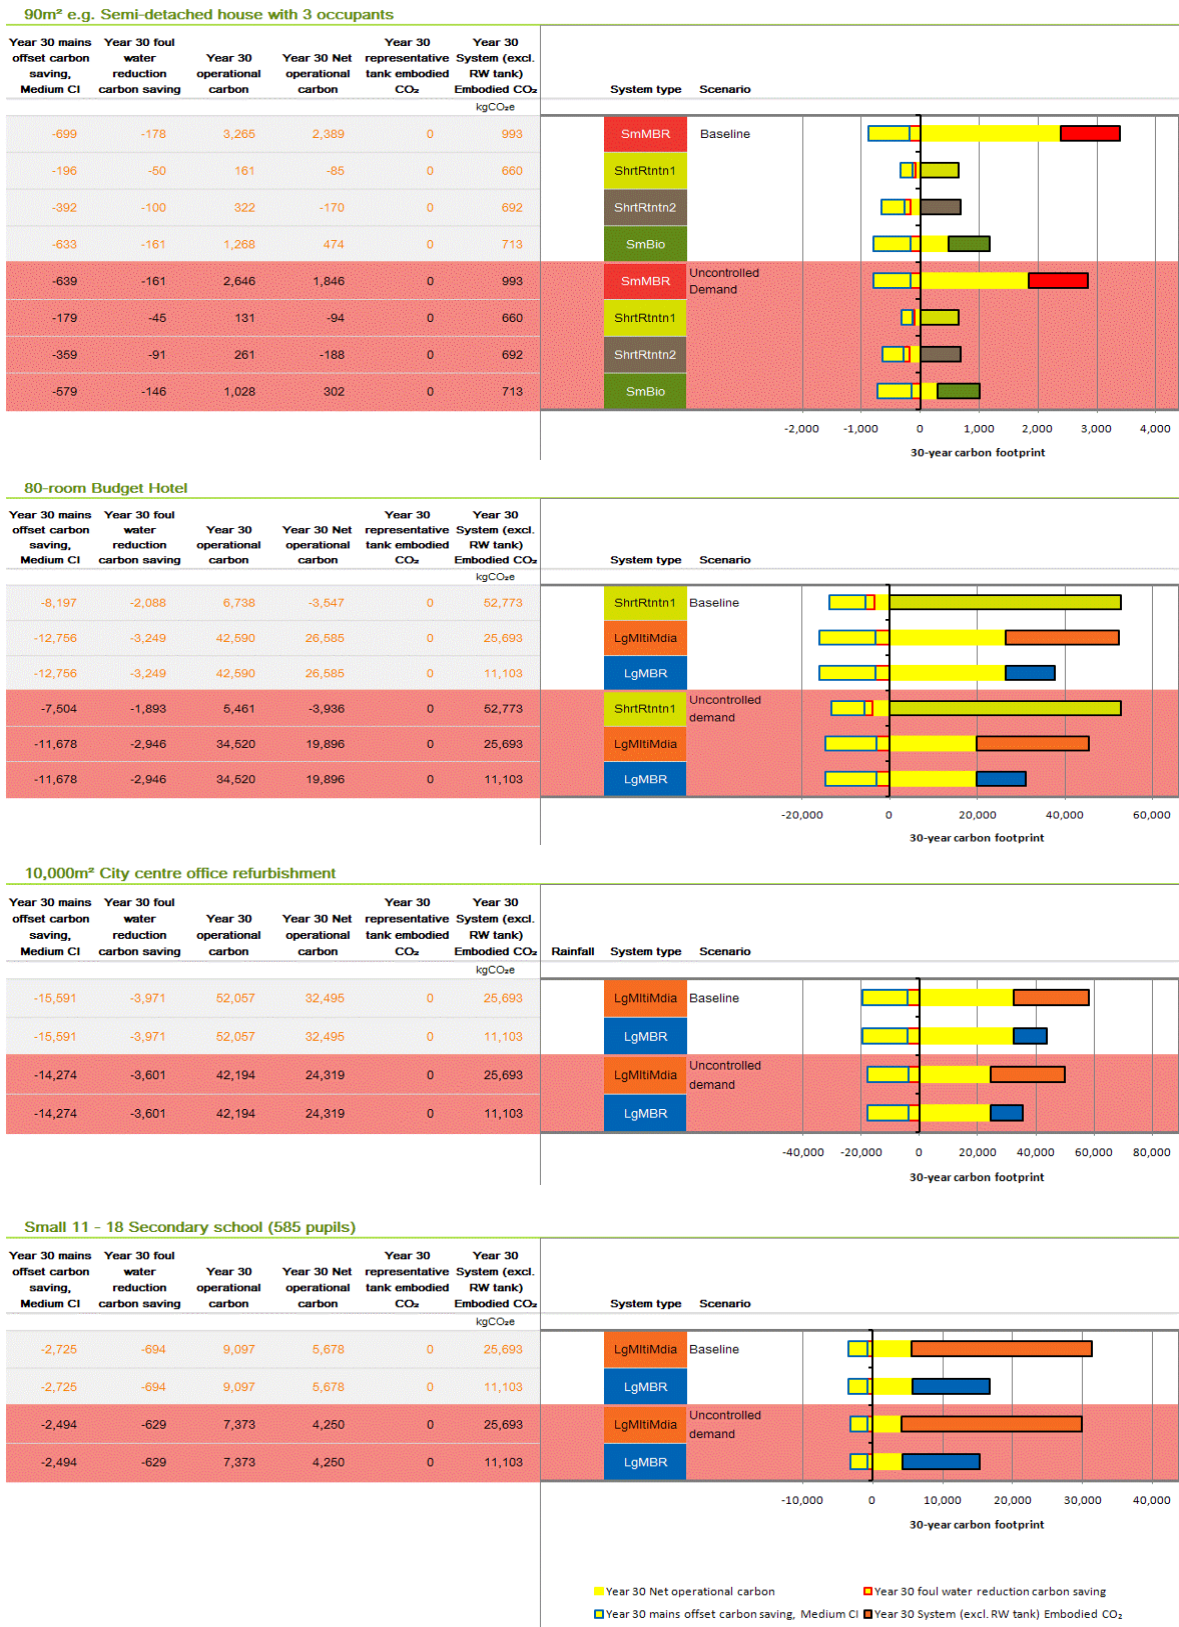 90m² e.g. Semi-detached house with 3 occupants
Year 30 mains offset carbon saving, Medium CI Year 30 foul water reduction carbon saving Year 30 operational carbon Year 30 Net operational carbon Year 30 representative tank embodied CO₂ Year 30 System (excl. RW tank) Embodied CO₂ System type Scenario
kgCO₂e
-699 -178 3,265 2,389 0 993 SmMBR Baseline
-196 -50 161 -85 0 660 ShrtRtntn1
-392 -100 322 -170 0 692 ShrtRtntn2
-633 -161 1,268 474 0 713 SmBio
-639 -161 2,646 1,846 0 993 SmMBR Uncontrolled Demand
-179 -45 131 -94 0 660 ShrtRtntn1
-359 -91 261 -188 0 692 ShrtRtntn2
-579 -146 1,028 302 0 713 SmBio
-2,000 -1,000 0 1,000 2,000 3,000 4,000
30-year carbon footprint
80-room Budget Hotel
Year 30 mains offset carbon saving, Medium CI Year 30 foul water reduction carbon saving Year 30 operational carbon Year 30 Net operational carbon Year 30 representative tank embodied CO₂ Year 30 System (excl. RW tank) Embodied CO₂ System type Scenario
kgCO₂e
-8,197 -2,088 6,738 -3,547 0 52,773 ShrtRtntn1 Baseline
-12,756 -3,249 42,590 26,585 0 25,693 LgMltiMdia
-12,756 -3,249 42,590 26,585 0 11,103 LgMBR
-7,504 -1,893 5,461 -3,936 0 52,773 ShrtRtntn1 Uncontrolled demand
-11,678 -2,946 34,520 19,896 0 25,693 LgMltiMdia
-11,678 -2,946 34,520 19,896 0 11,103 LgMBR
-20,000 0 20,000 40,000 60,000
30-year carbon footprint
10,000m² City centre office refurbishment
Year 30 mains offset carbon saving, Medium CI Year 30 foul water reduction carbon saving Year 30 operational carbon Year 30 Net operational carbon Year 30 representative tank embodied CO₂ Year 30 System (excl. RW tank) Embodied CO₂ Rainfall System type Scenario
kgCO₂e
-15,591 -3,971 52,057 32,495 0 25,693 LgMltiMdia Baseline
-15,591 -3,971 52,057 32,495 0 11,103 LgMBR
-14,274 -3,601 42,194 24,319 0 25,693 LgMltiMdia Uncontrolled demand
-14,274 -3,601 42,194 24,319 0 11,103 LgMBR
-40,000 -20,000 0 20,000 40,000 60,000 80,000
30-year carbon footprint
Small 11 - 18 Secondary school (585 pupils)
Year 30 mains offset carbon saving, Medium CI Year 30 foul water reduction carbon saving Year 30 operational carbon Year 30 Net operational carbon Year 30 representative tank embodied CO₂ Year 30 System (excl. RW tank) Embodied CO₂ System type Scenario
kgCO₂e
-2,725 -694 9,097 5,678 0 25,693 LgMltiMdia Baseline
-2,725 -694 9,097 5,678 0 11,103 LgMBR
-2,494 -629 7,373 4,250 0 25,693 LgMltiMdia Uncontrolled demand
-2,494 -629 7,373 4,250 0 11,103 LgMBR
-10,000 0 10,000 20,000 30,000 40,000
30-year carbon footprint
Year 30 Net operational carbon Year 30 foul water reduction carbon saving
Year 30 mains offset carbon saving, Medium CI Year 30 System (excl. RW tank) Embodied CO₂